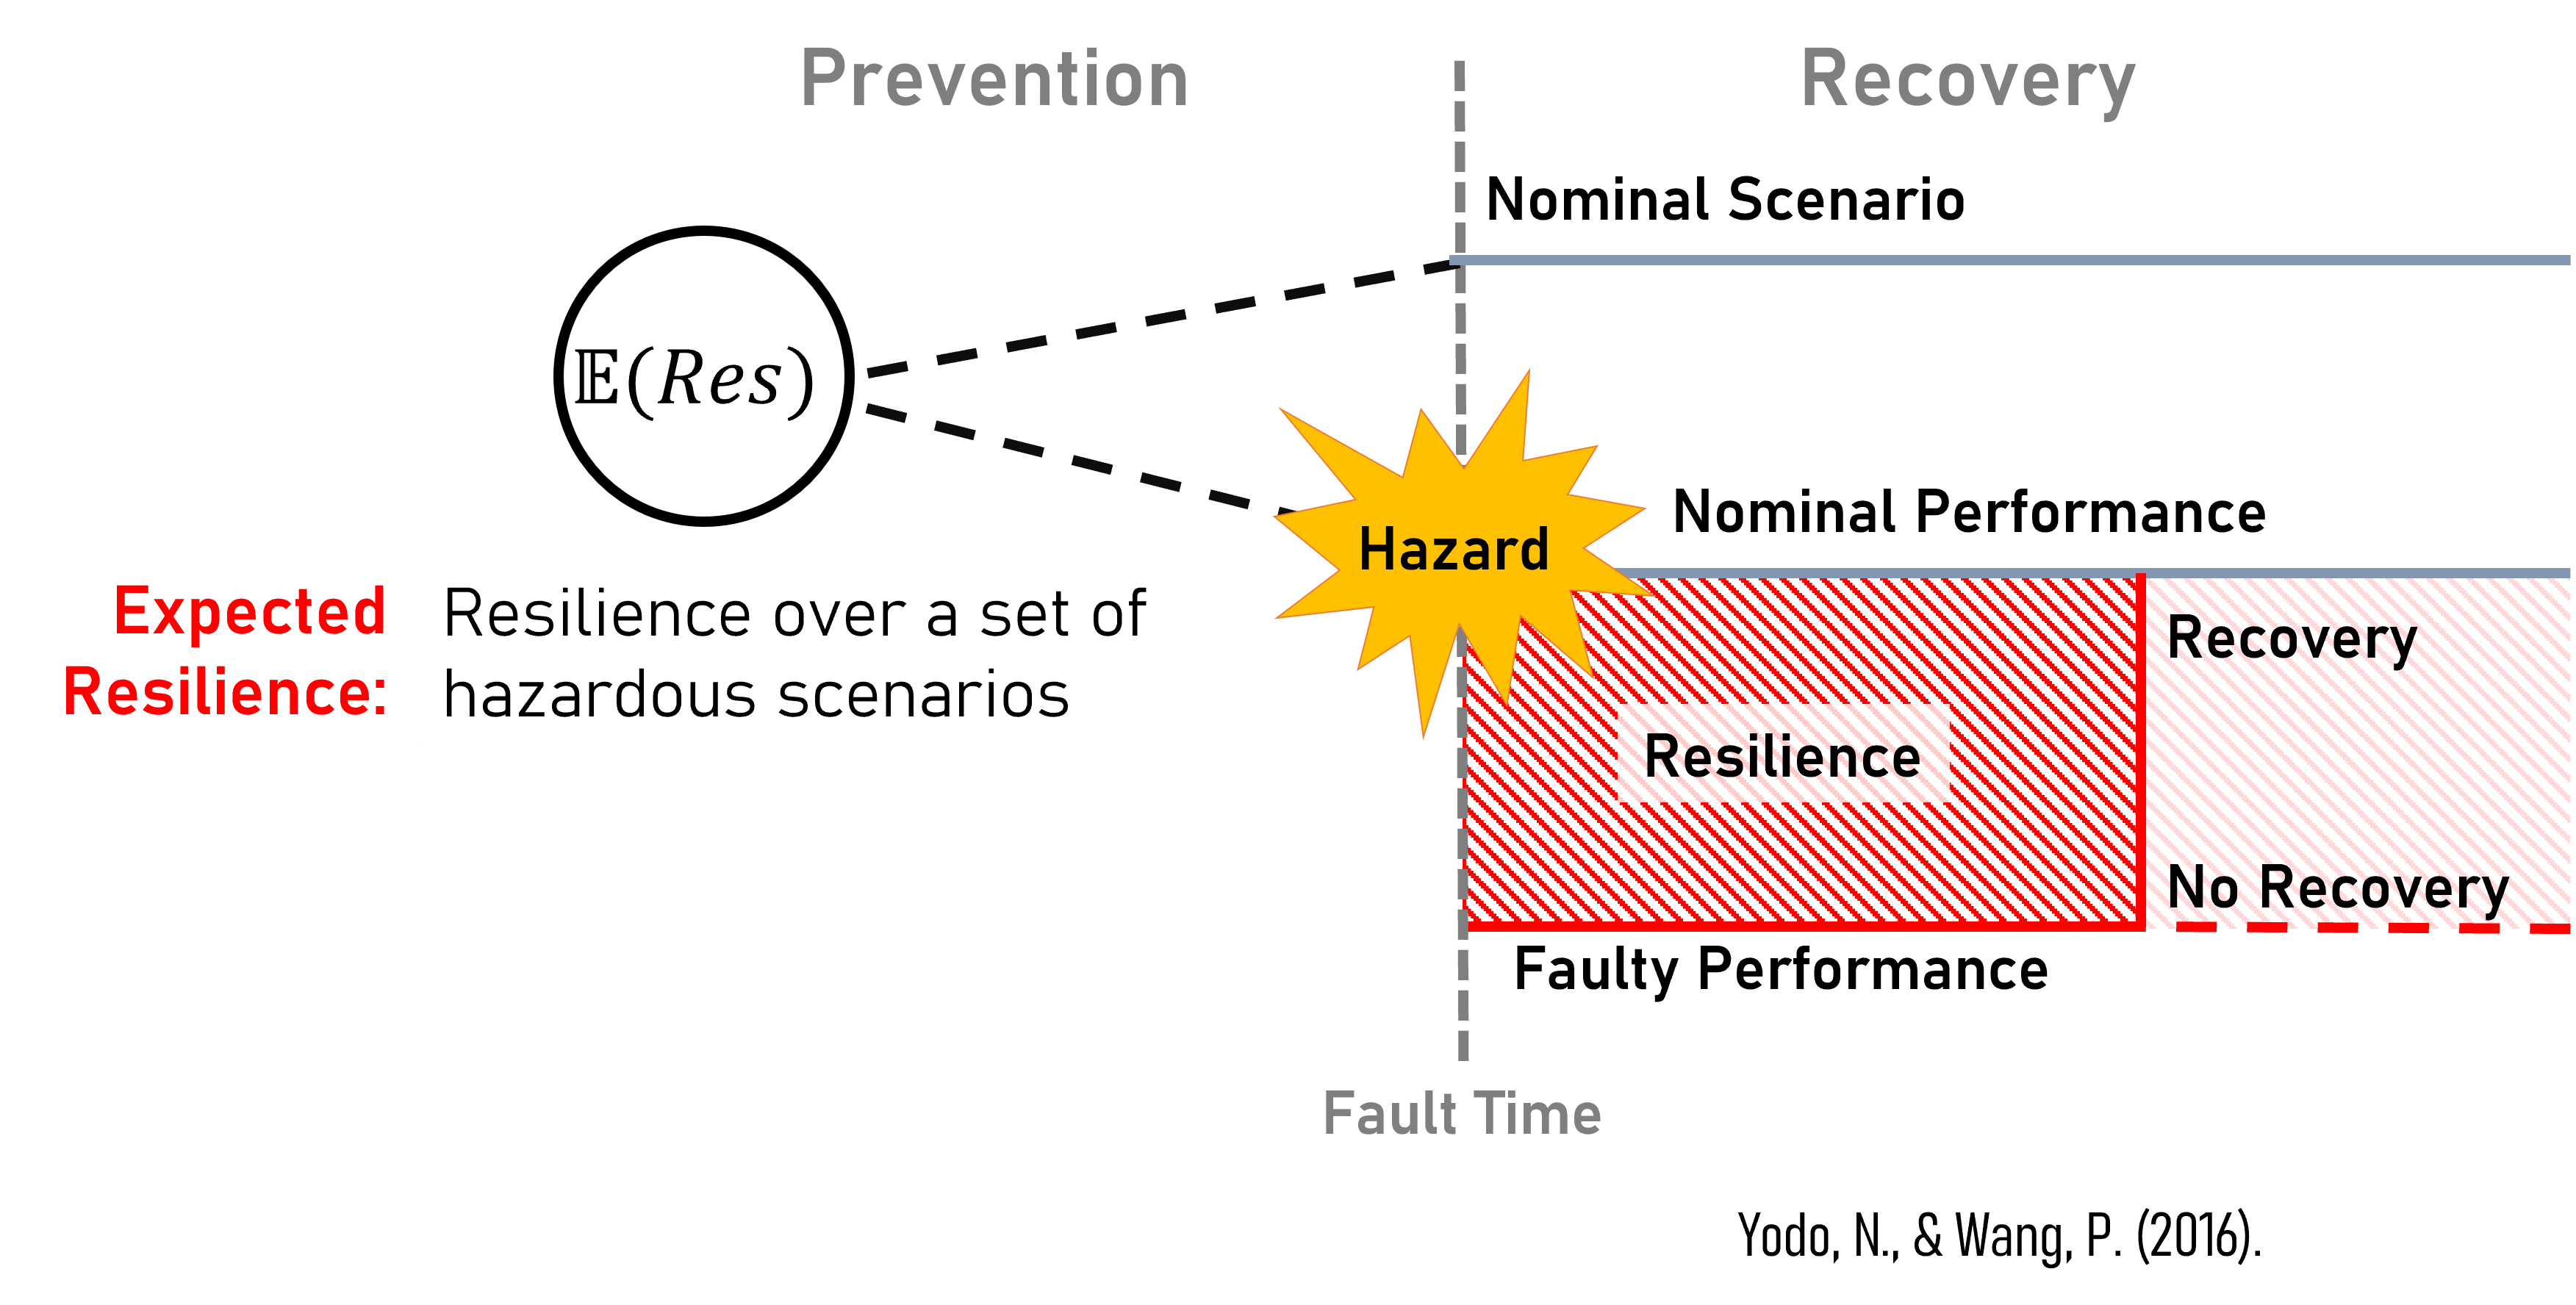 Prevention
Recovery
Nominal Scenario
𝔼(Res)
Hazard
Nominal Performance
Expected
Resilience:
Resilience over a set of
hazardous scenarios
Recovery
Resilience
No Recovery
Faulty Performance
Fault Time
Yodo, N., & Wang, P. (2016).